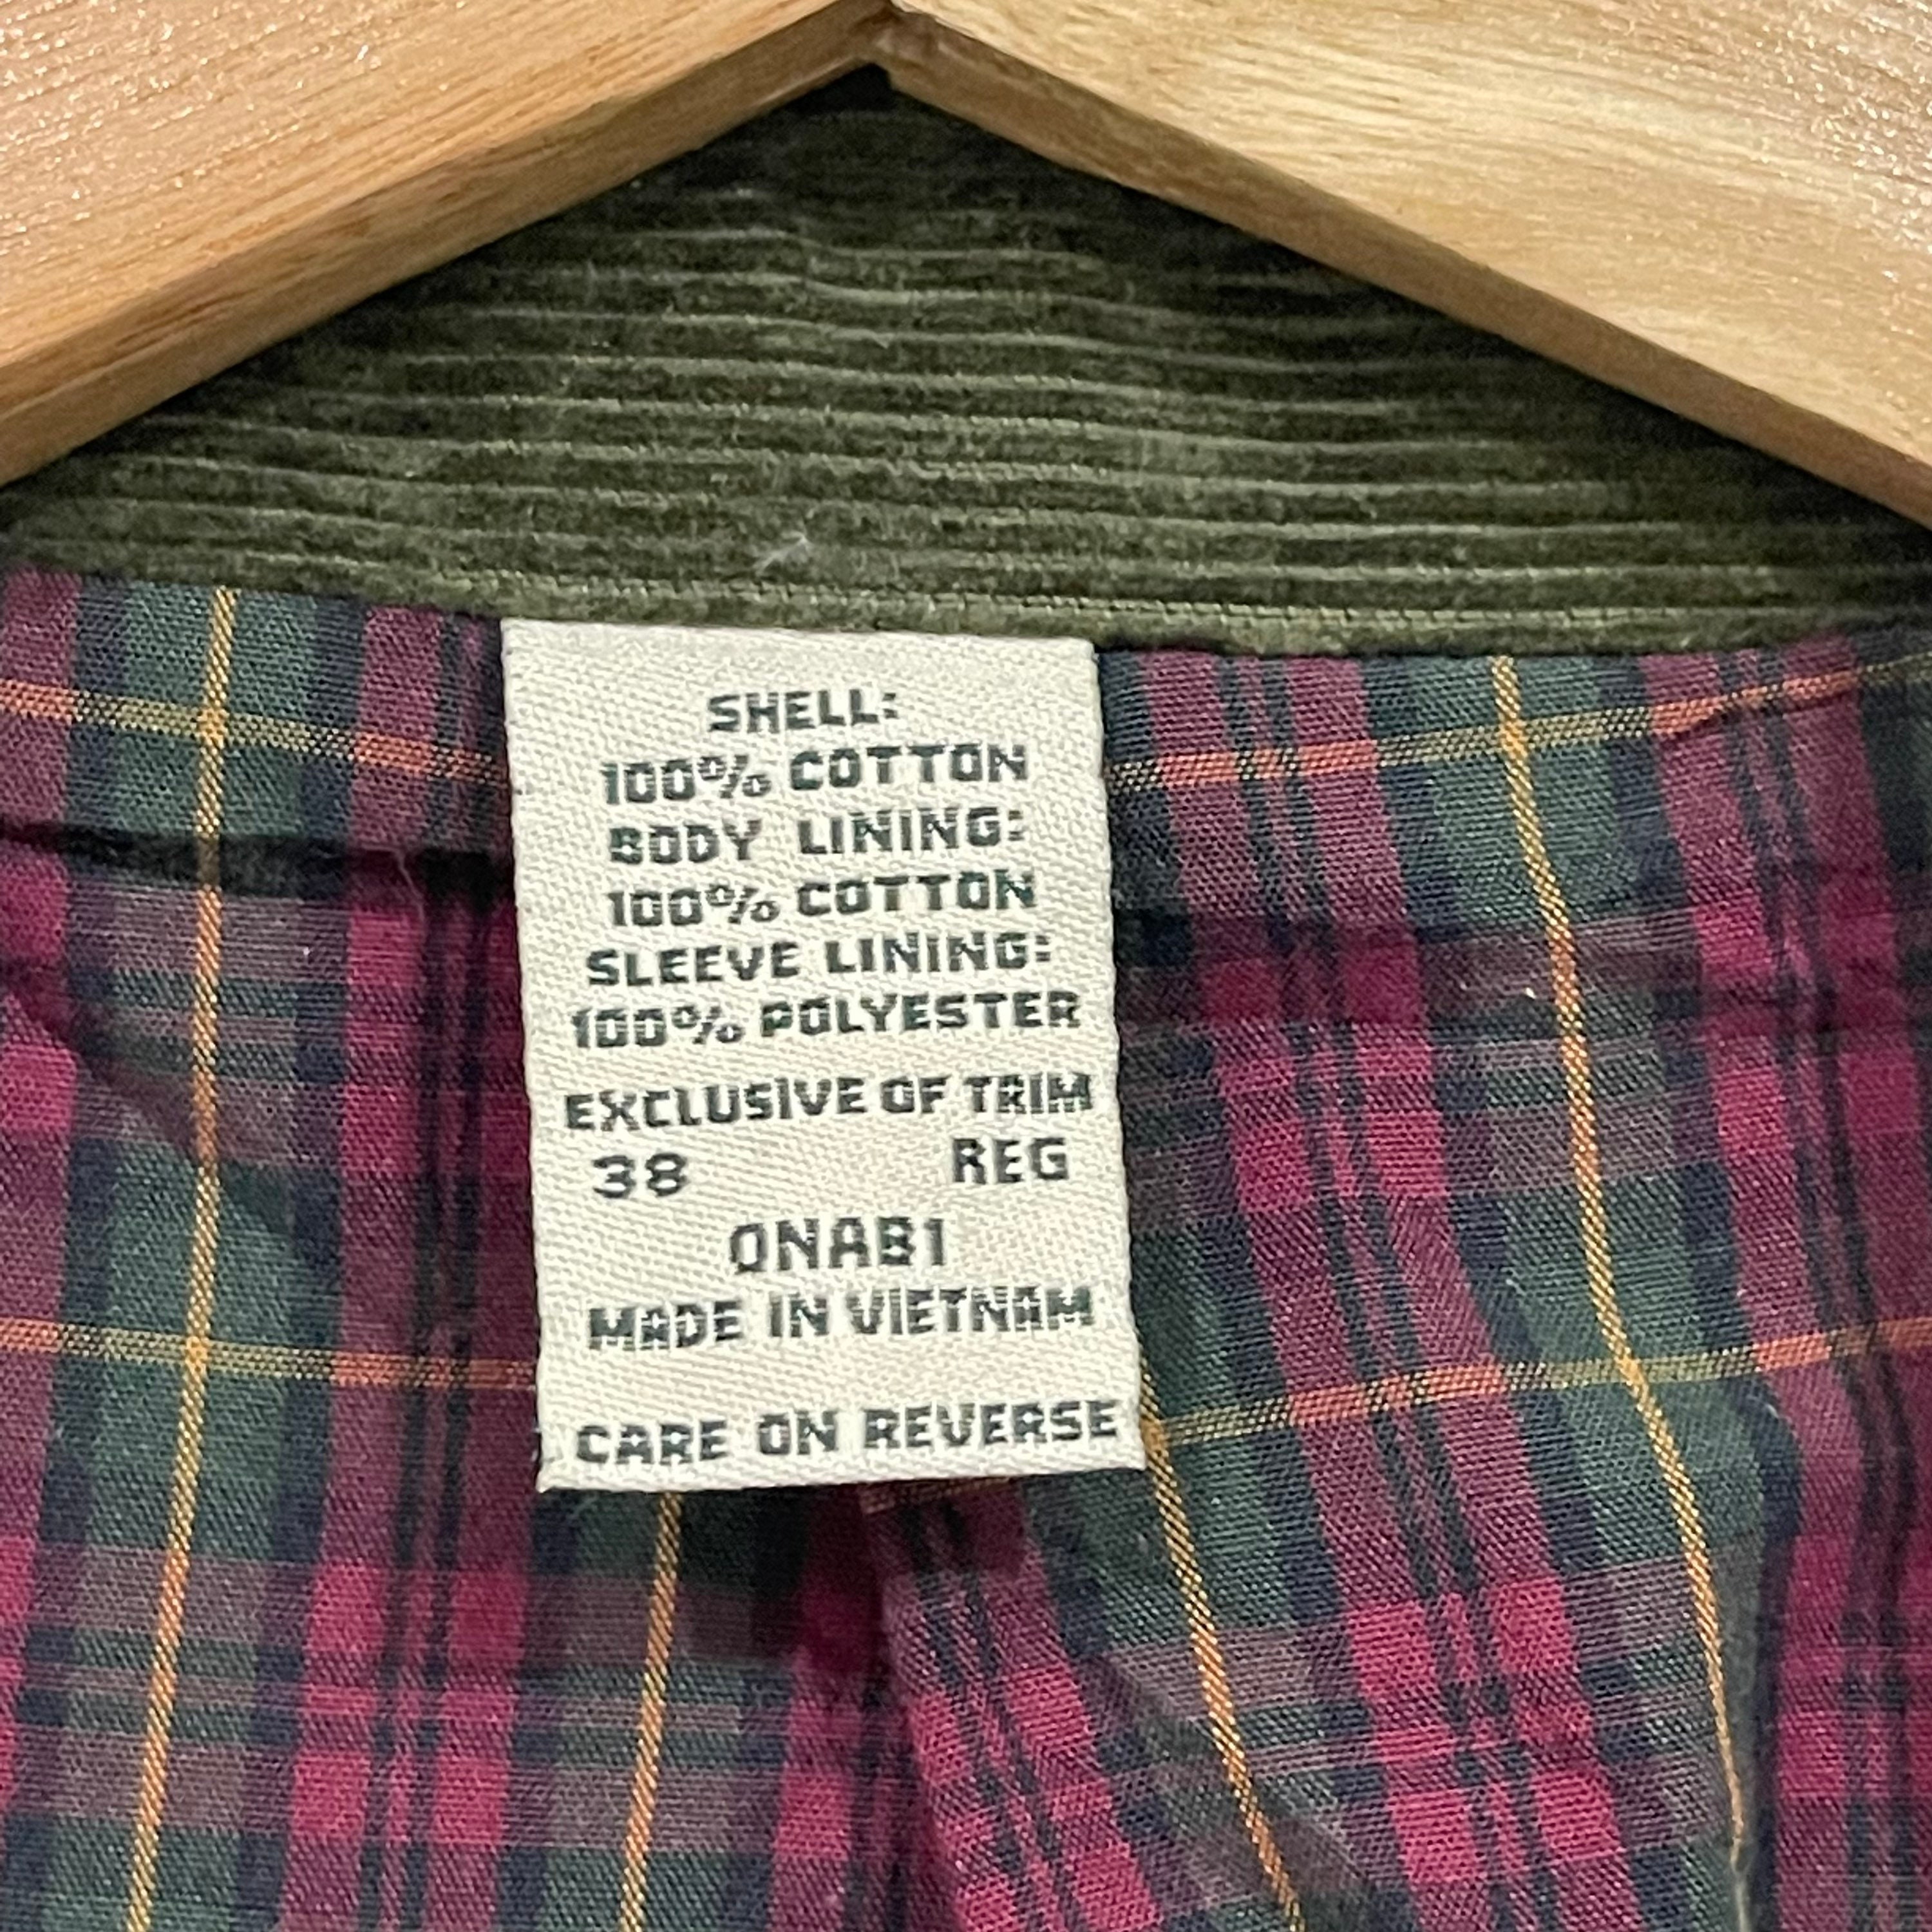 SHELL:
100% COTTON
BODY LINING:
100% COTTON
SLEEVE LINING:
100% POLYESTER
EXCLUSIVE OF TRIM
38 REG
0NAB1
MADE IN VIETNAM
CARE ON REVERSE